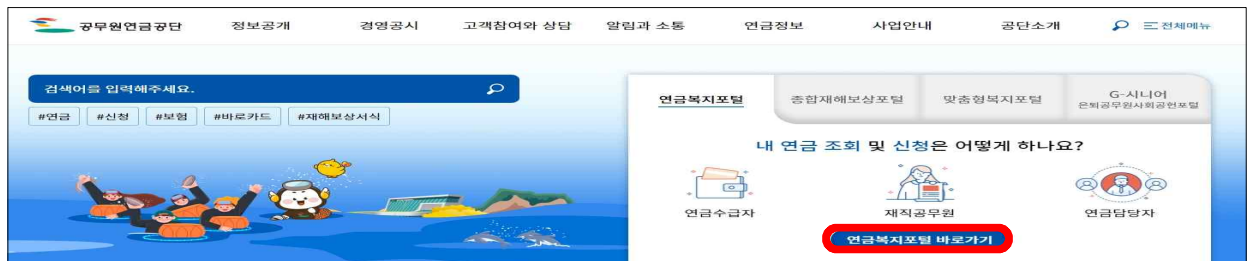 공무원연금공단 정보공개 경영공시 고객참여와 상담 알림과 소통 연금정보 사업안내 공단소개 전체메뉴
검색어를 입력해주세요.
#연금 #신청 #보험 #바로카드 #재해보상서식
연금복지포털 종합재해보상포털 맞춤형복지포털 G-시니어
은퇴공무원사회공헌포털
내 연금 조회 및 신청은 어떻게 하나요?
연금수급자 재직공무원 연금담당자
연금복지포털 바로가기